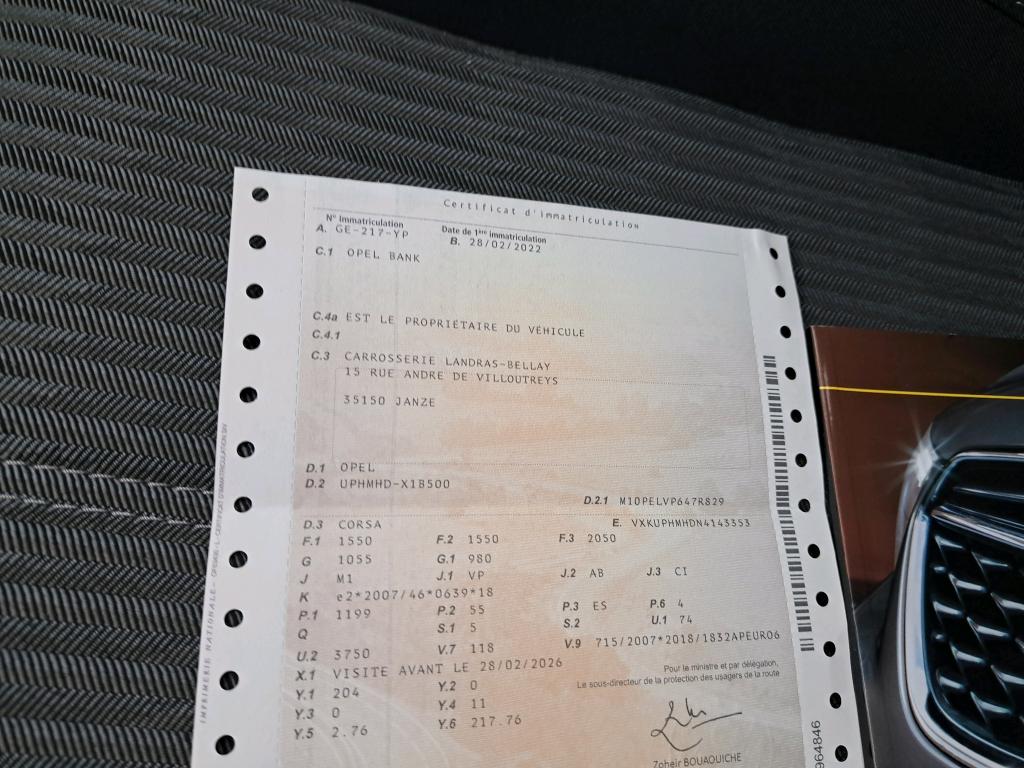 Certificat d'immatriculation
N° Immatriculation Date de 1ère immatriculation
A. GE-217-YP B. 28/02/2022
C.1 OPEL BANK
C.4a EST LE PROPRIÉTAIRE DU VÉHICULE
C.4.1
C.3 CARROSSERIE LANDRAS-BELLAY
15 RUE ANDRE DE VILLOUTREYS
35150 JANZE
D.1 OPEL
D.2 UPHMHD-X1B500
D.2.1 M10PELVP647R829
D.3 CORSA E. VXKUPHMHDN4143353
F.1 1550 F.2 1550 F.3 2050
G 1055 G.1 980
J M1 J.1 VP J.2 AB J.3 CI
K e2*2007/46*0639*18
P.1 1199 P.2 55 P.3 ES P.6 4
Q S.1 5 S.2 U.1 74
U.2 3750 V.7 118 V.9 715/2007*2018/1832APEURO6
X.1 VISITE AVANT LE 28/02/2026
Y.1 204 Y.2 0
Y.3 0 Y.4 11
Y.5 2.76 Y.6 217.76
Pour le ministre et par délégation,
Le sous-directeur de la protection des usagers de la route
Zoheir BOUAOUICHE
964846
IMPRIMERIE NATIONALE